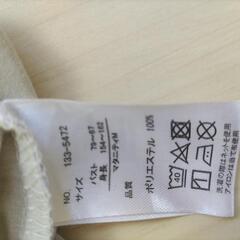 NO. 133-5472
サイズ
バスト 79~87
身長 154~162
マタニティM
品質
ポリエステル 100%
40
洗濯の際はネットを使用
アイロンは当て布使用